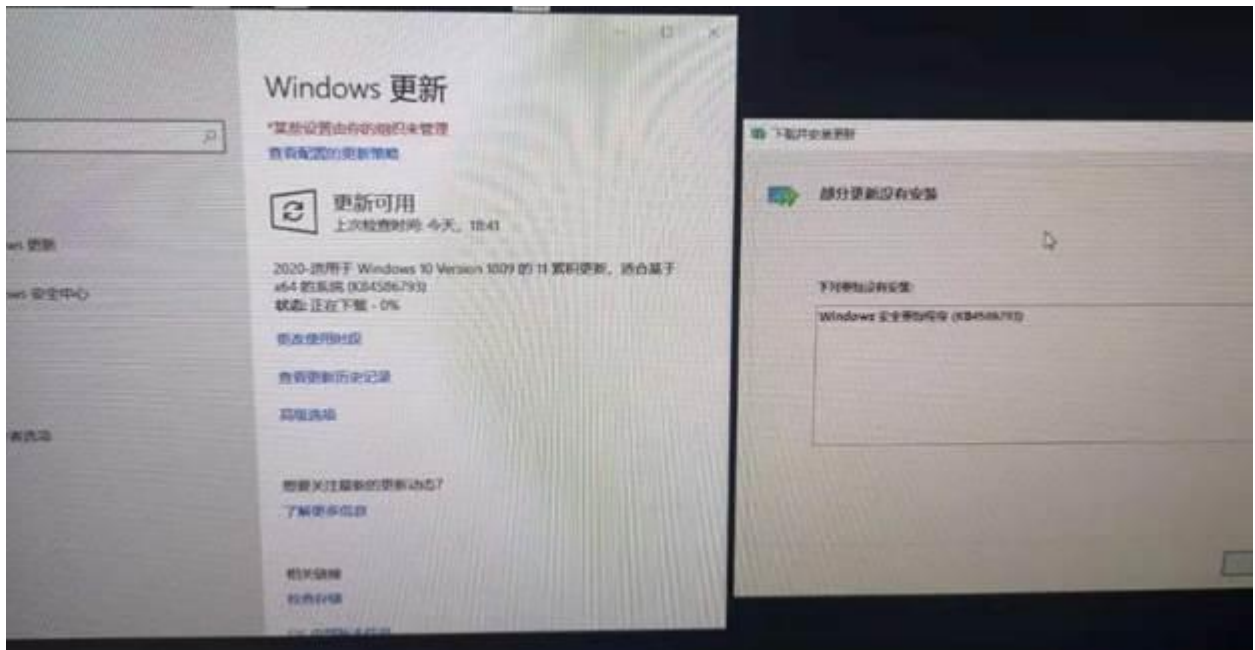 Windows 更新
*某些设置由你的组织来管理
查看配置的更新策略
更新可用
上次检查时间: 今天，18:41
2020-适用于 Windows 10 Version 1809 的 11 累积更新，适合基于
x64 的系统 (KB4586793)
状态: 正在下载 - 0%
更改使用时段
查看更新历史记录
高级选项
想要关注最新的更新动态?
了解更多信息
相关链接
检查存储
更新
安全中心
者选项
下载并安装更新
部分更新没有安装
下列更新没有安装:
Windows 安全更新程序 (KB4586793)